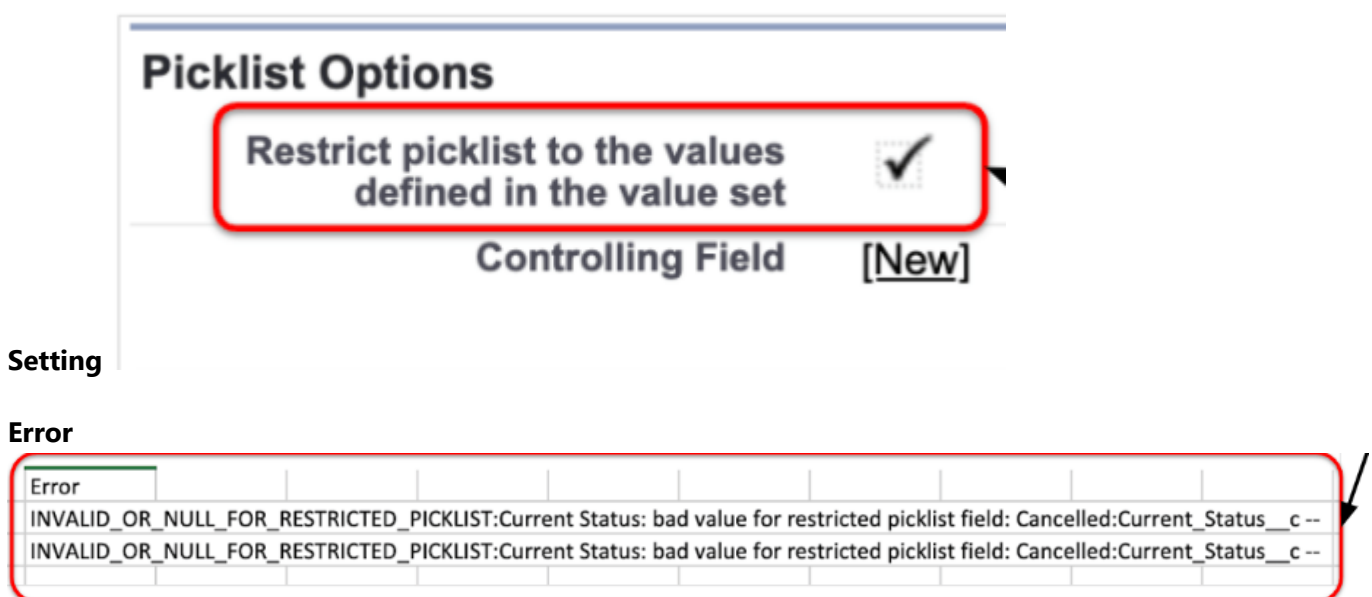 Picklist Options
Restrict picklist to the values
defined in the value set
Controlling Field [New]
Setting
Error
Error
INVALID_OR_NULL_FOR_RESTRICTED_PICKLIST:Current Status: bad value for restricted picklist field: Cancelled:Current_Status__c --
INVALID_OR_NULL_FOR_RESTRICTED_PICKLIST:Current Status: bad value for restricted picklist field: Cancelled:Current_Status__c --